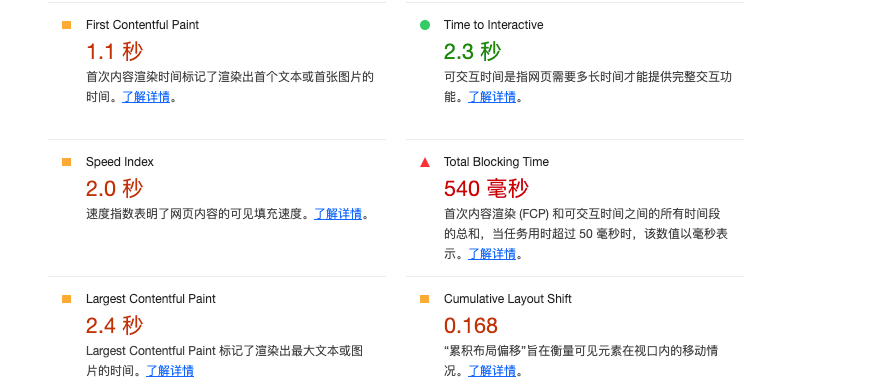 First Contentful Paint
1.1 秒
首次内容渲染时间标记了渲染出首个文本或首张图片的
时间。了解详情。
Time to Interactive
2.3 秒
可交互时间是指网页需要多长时间才能提供完整交互功
能。了解详情。
Speed Index
2.0 秒
速度指数表明了网页内容的可见填充速度。了解详情。
Total Blocking Time
540 毫秒
首次内容渲染 (FCP) 和可交互时间之间的所有时间段
的总和，当任务用时超过 50 毫秒时，该数值以毫秒表
示。了解详情。
Largest Contentful Paint
2.4 秒
Largest Contentful Paint 标记了渲染出最大文本或图
片的时间。了解详情
Cumulative Layout Shift
0.168
“累积布局偏移”旨在衡量可见元素在视口内的移动情
况。了解详情。